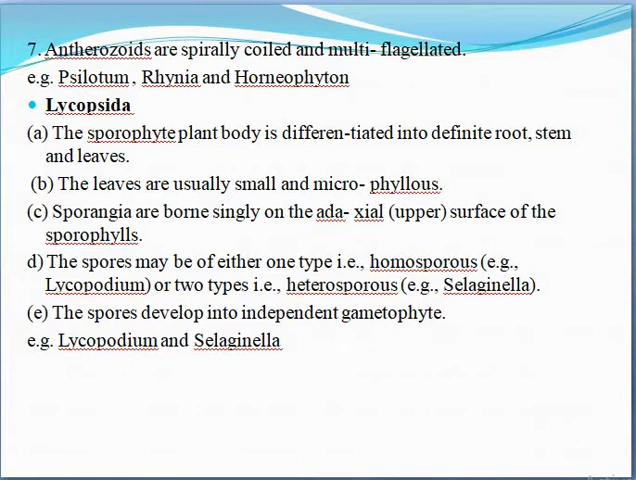 7. Antherozoids are spirally coiled and multi- flagellated.
e.g. Psilotum , Rhynia and Horneophyton
• Lycopsida
(a) The sporophyte plant body is differen-tiated into definite root, stem
and leaves.
(b) The leaves are usually small and micro- phyllous.
(c) Sporangia are borne singly on the ada- xial (upper) surface of the
sporophylls.
d) The spores may be of either one type i.e., homosporous (e.g.,
Lycopodium) or two types i.e., heterosporous (e.g., Selaginella).
(e) The spores develop into independent gametophyte.
e.g. Lycopodium and Selaginella